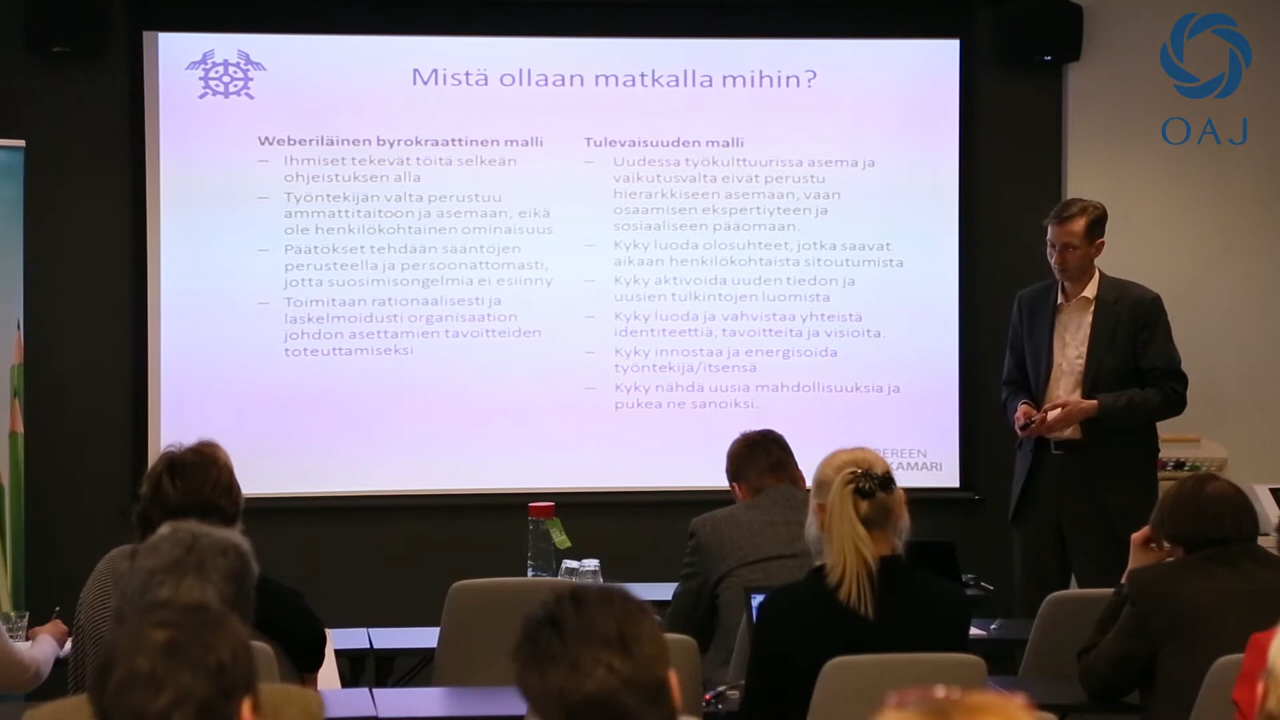 Mistä ollaan matkalla mihin?
Weberiläinen byrokraattinen malli
– Ihmiset tekevät töitä selkeän
ohjeistuksen alla
– Työntekijän valta perustuu
ammattitaitoon ja asemaan, eikä
ole henkilökohtainen ominaisuus
– Päätökset tehdään sääntöjen
perusteella ja persoonattomasti,
jotta suosimisongelmia ei esiinny
– Toimitaan rationaalisesti ja
laskelmoidusti organisaation
johdon asettamien tavoitteiden
toteuttamiseksi
Tulevaisuuden malli
– Uudessa työkulttuurissa asema ja
vaikutusvalta eivät perustu
hierarkkiseen asemaan, vaan
osaamisen ekspertiyteen ja
sosiaaliseen pääomaan.
– Kyky luoda olosuhteet, jotka saavat
aikaan henkilökohtaista sitoutumista
– Kyky aktivoida uuden tiedon ja
uusien tulkintojen luomista
– Kyky luoda ja vahvistaa yhteistä
identiteettiä, tavoitteita ja visioita.
– Kyky innostaa ja energisoida
työntekijä/itsensä
– Kyky nähdä uusia mahdollisuuksia ja
pukea ne sanoiksi.
OAJ